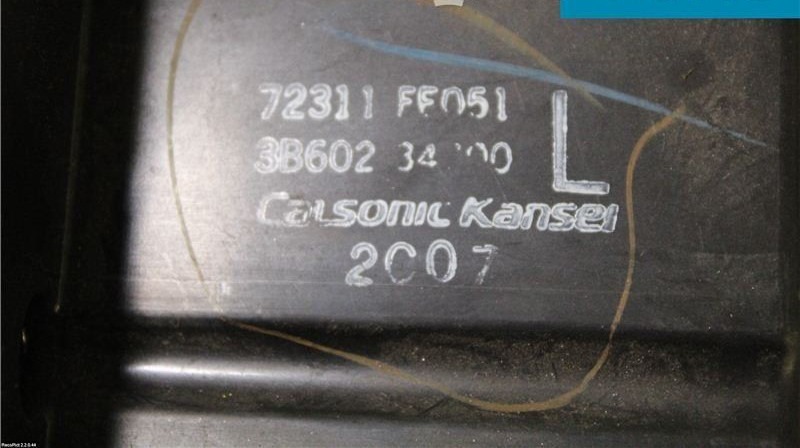 72311 FE051
3B602
L
Calsonic Kansei
2C07